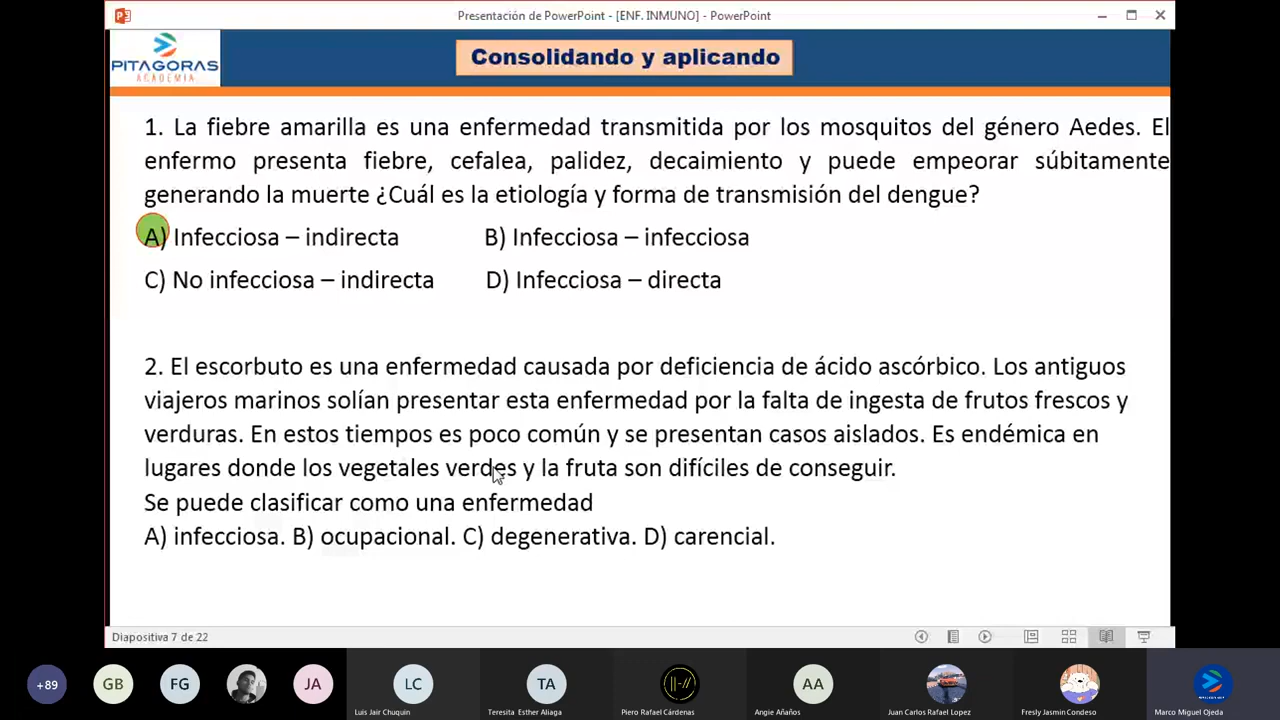 Presentación de PowerPoint - [ENF. INMUNO] - PowerPoint
PITAGORAS
ACADEMIA
Consolidando y aplicando
1. La fiebre amarilla es una enfermedad transmitida por los mosquitos del género Aedes. El
enfermo presenta fiebre, cefalea, palidez, decaimiento y puede empeorar súbitamente
generando la muerte ¿Cuál es la etiología y forma de transmisión del dengue?
A) Infecciosa – indirecta B) Infecciosa – infecciosa
C) No infecciosa – indirecta D) Infecciosa – directa
2. El escorbuto es una enfermedad causada por deficiencia de ácido ascórbico. Los antiguos
viajeros marinos solían presentar esta enfermedad por la falta de ingesta de frutos frescos y
verduras. En estos tiempos es poco común y se presentan casos aislados. Es endémica en
lugares donde los vegetales verdes y la fruta son difíciles de conseguir.
Se puede clasificar como una enfermedad
A) infecciosa. B) ocupacional. C) degenerativa. D) carencial.
Diapositiva 7 de 22
+89 GB FG JA LC TA AA
Luis Jair Chuquin Teresita Esther Aliaga Piero Rafael Cárdenas Angie Añaños Juan Carlos Rafael Lopez Fresly Jasmin Condeso Marco Miguel Ojeda